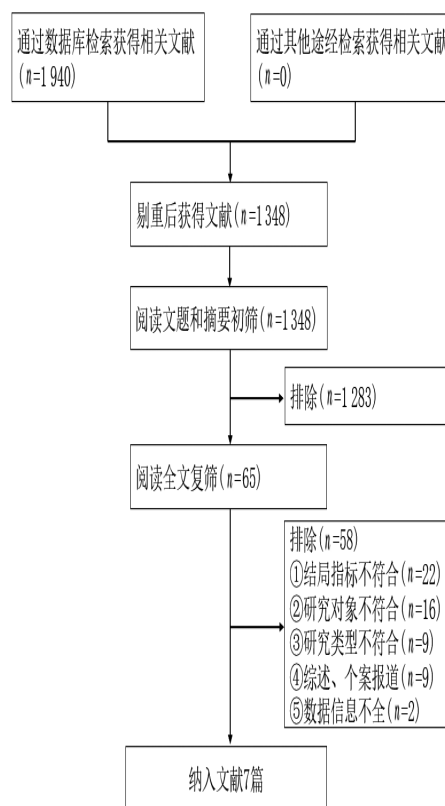 通过数据库检索获得相关文献
(n=1 940)
通过其他途经检索获得相关文献
(n=0)
剔重后获得文献(n=1 348)
阅读文题和摘要初筛(n=1 348)
排除(n=1 283)
阅读全文复筛(n=65)
排除(n=58)
①结局指标不符合(n=22)
②研究对象不符合(n=16)
③研究类型不符合(n=9)
④综述、个案报道(n=9)
⑤数据信息不全(n=2)
纳入文献7篇